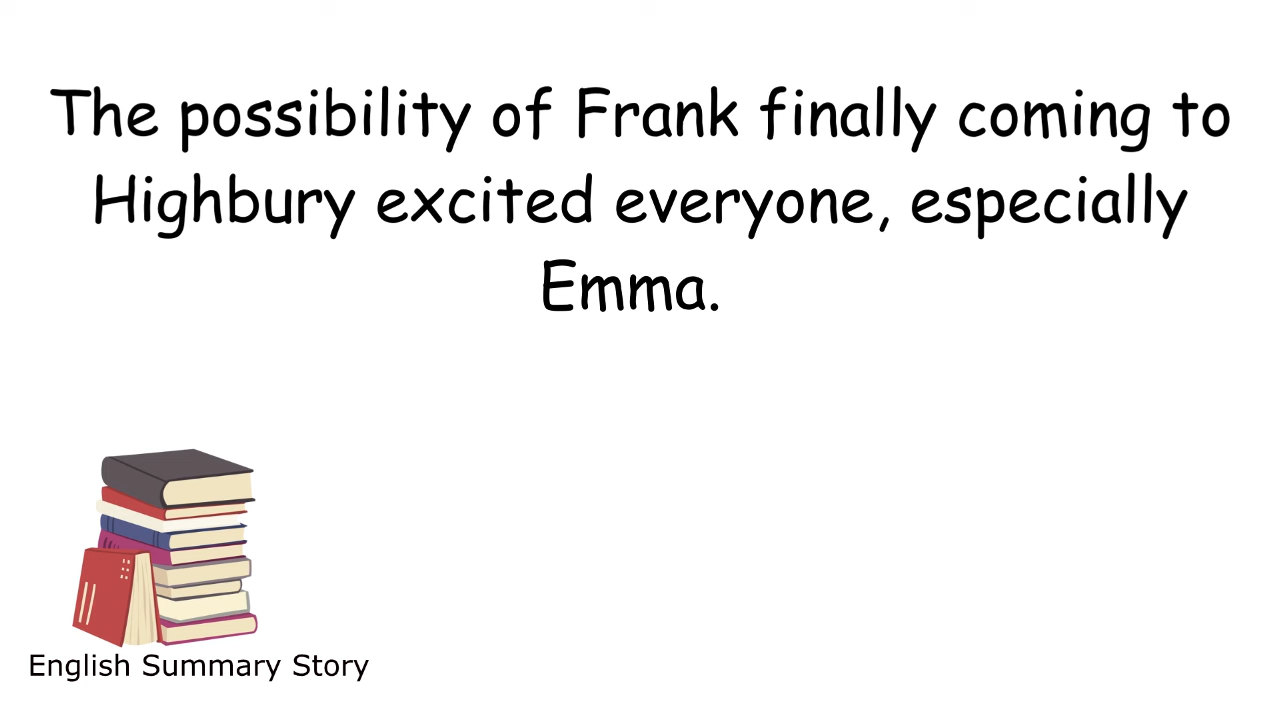 The possibility of Frank finally coming to
Highbury excited everyone, especially
Emma.
English Summary Story